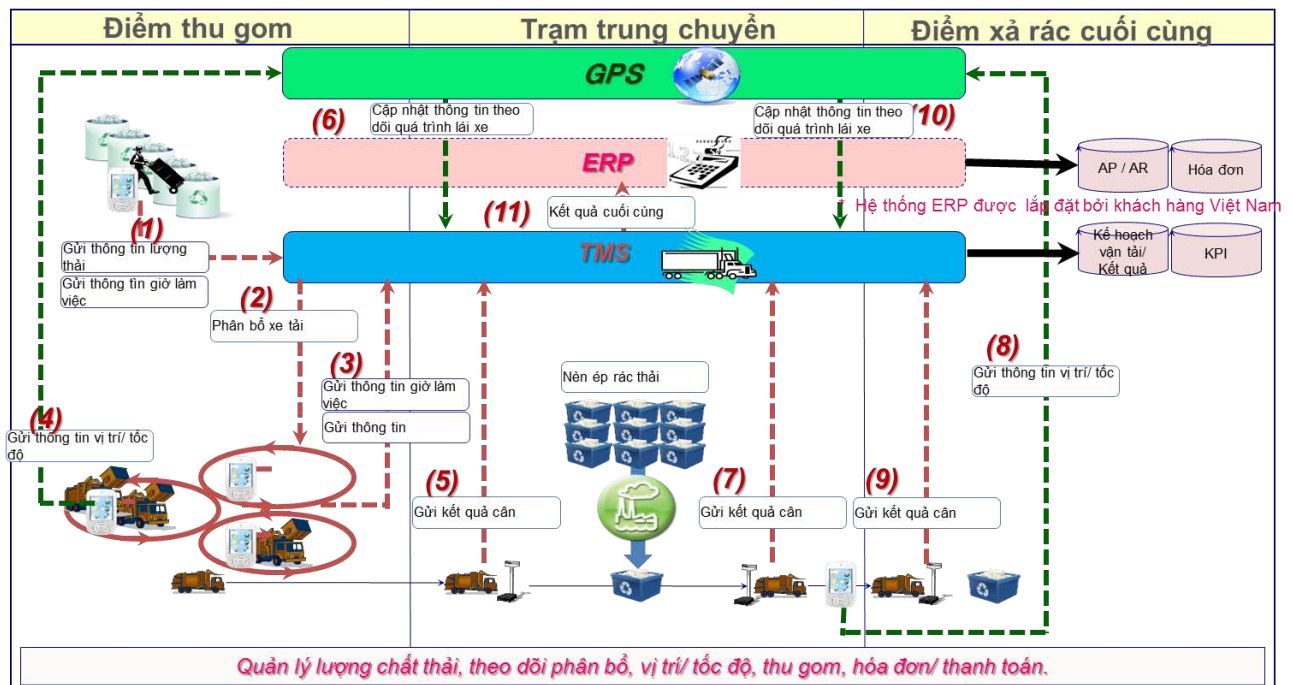 Điểm thu gom
Trạm trung chuyển
Điểm xả rác cuối cùng
GPS
(6)
Cập nhật thông tin theo
dõi quá trình lái xe
Cập nhật thông tin theo
dõi quá trình lái xe
(10)
ERP
AP / AR
Hóa đơn
* Hệ thống ERP được lắp đặt bởi khách hàng Việt Nam
(11)
Kết quả cuối cùng
(1)
Gửi thông tin lượng
thải
Gửi thông tin giờ làm
việc
TMS
Kế hoạch
vận tải/
Kết quả
KPI
(2)
Phân bổ xe tải
(3)
Gửi thông tin giờ làm
việc
Gửi thông tin
Nèn ép rác thải
(8)
Gửi thông tin vị trí/ tốc
độ
(4)
Gửi thông tin vị trí/ tốc
độ
(5)
Gửi kết quả cân
(7)
Gửi kết quả cân
(9)
Gửi kết quả cân
Quản lý lượng chất thải, theo dõi phân bổ, vị trí/ tốc độ, thu gom, hóa đơn/ thanh toán.